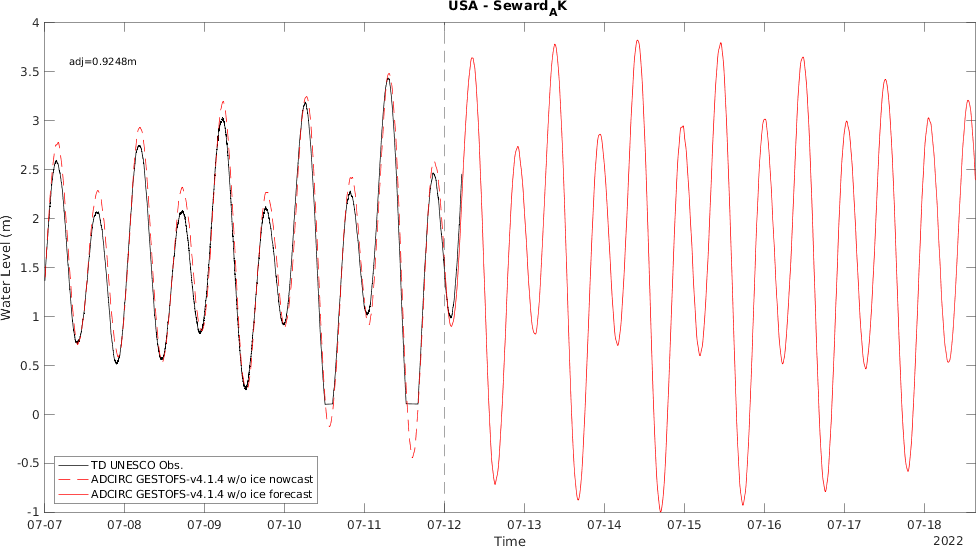 USA - Seward_AK
4
3.5
3
2.5
2
1.5
1
0.5
0
-0.5
-1
Water Level (m)
adj=0.9248m
TD UNESCO Obs.
ADCIRC GESTOFS-v4.1.4 w/o ice nowcast
ADCIRC GESTOFS-v4.1.4 w/o ice forecast
07-07 07-08 07-09 07-10 07-11 07-12 07-13 07-14 07-15 07-16 07-17 07-18
Time
2022